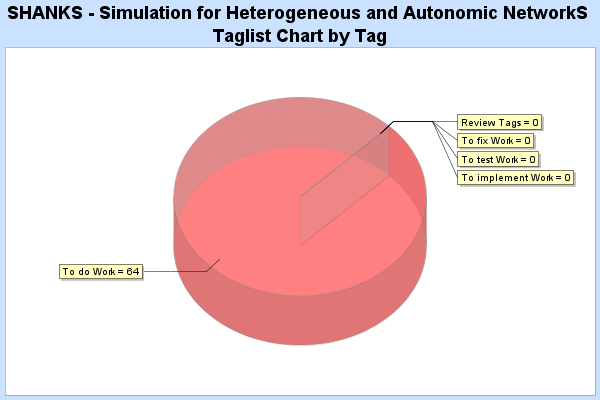 SHANKS - Simulation for Heterogeneous and Autonomic NetworkS
Taglist Chart by Tag
Review Tags = 0
To fix Work = 0
To test Work = 0
To implement Work = 0
To do Work = 64